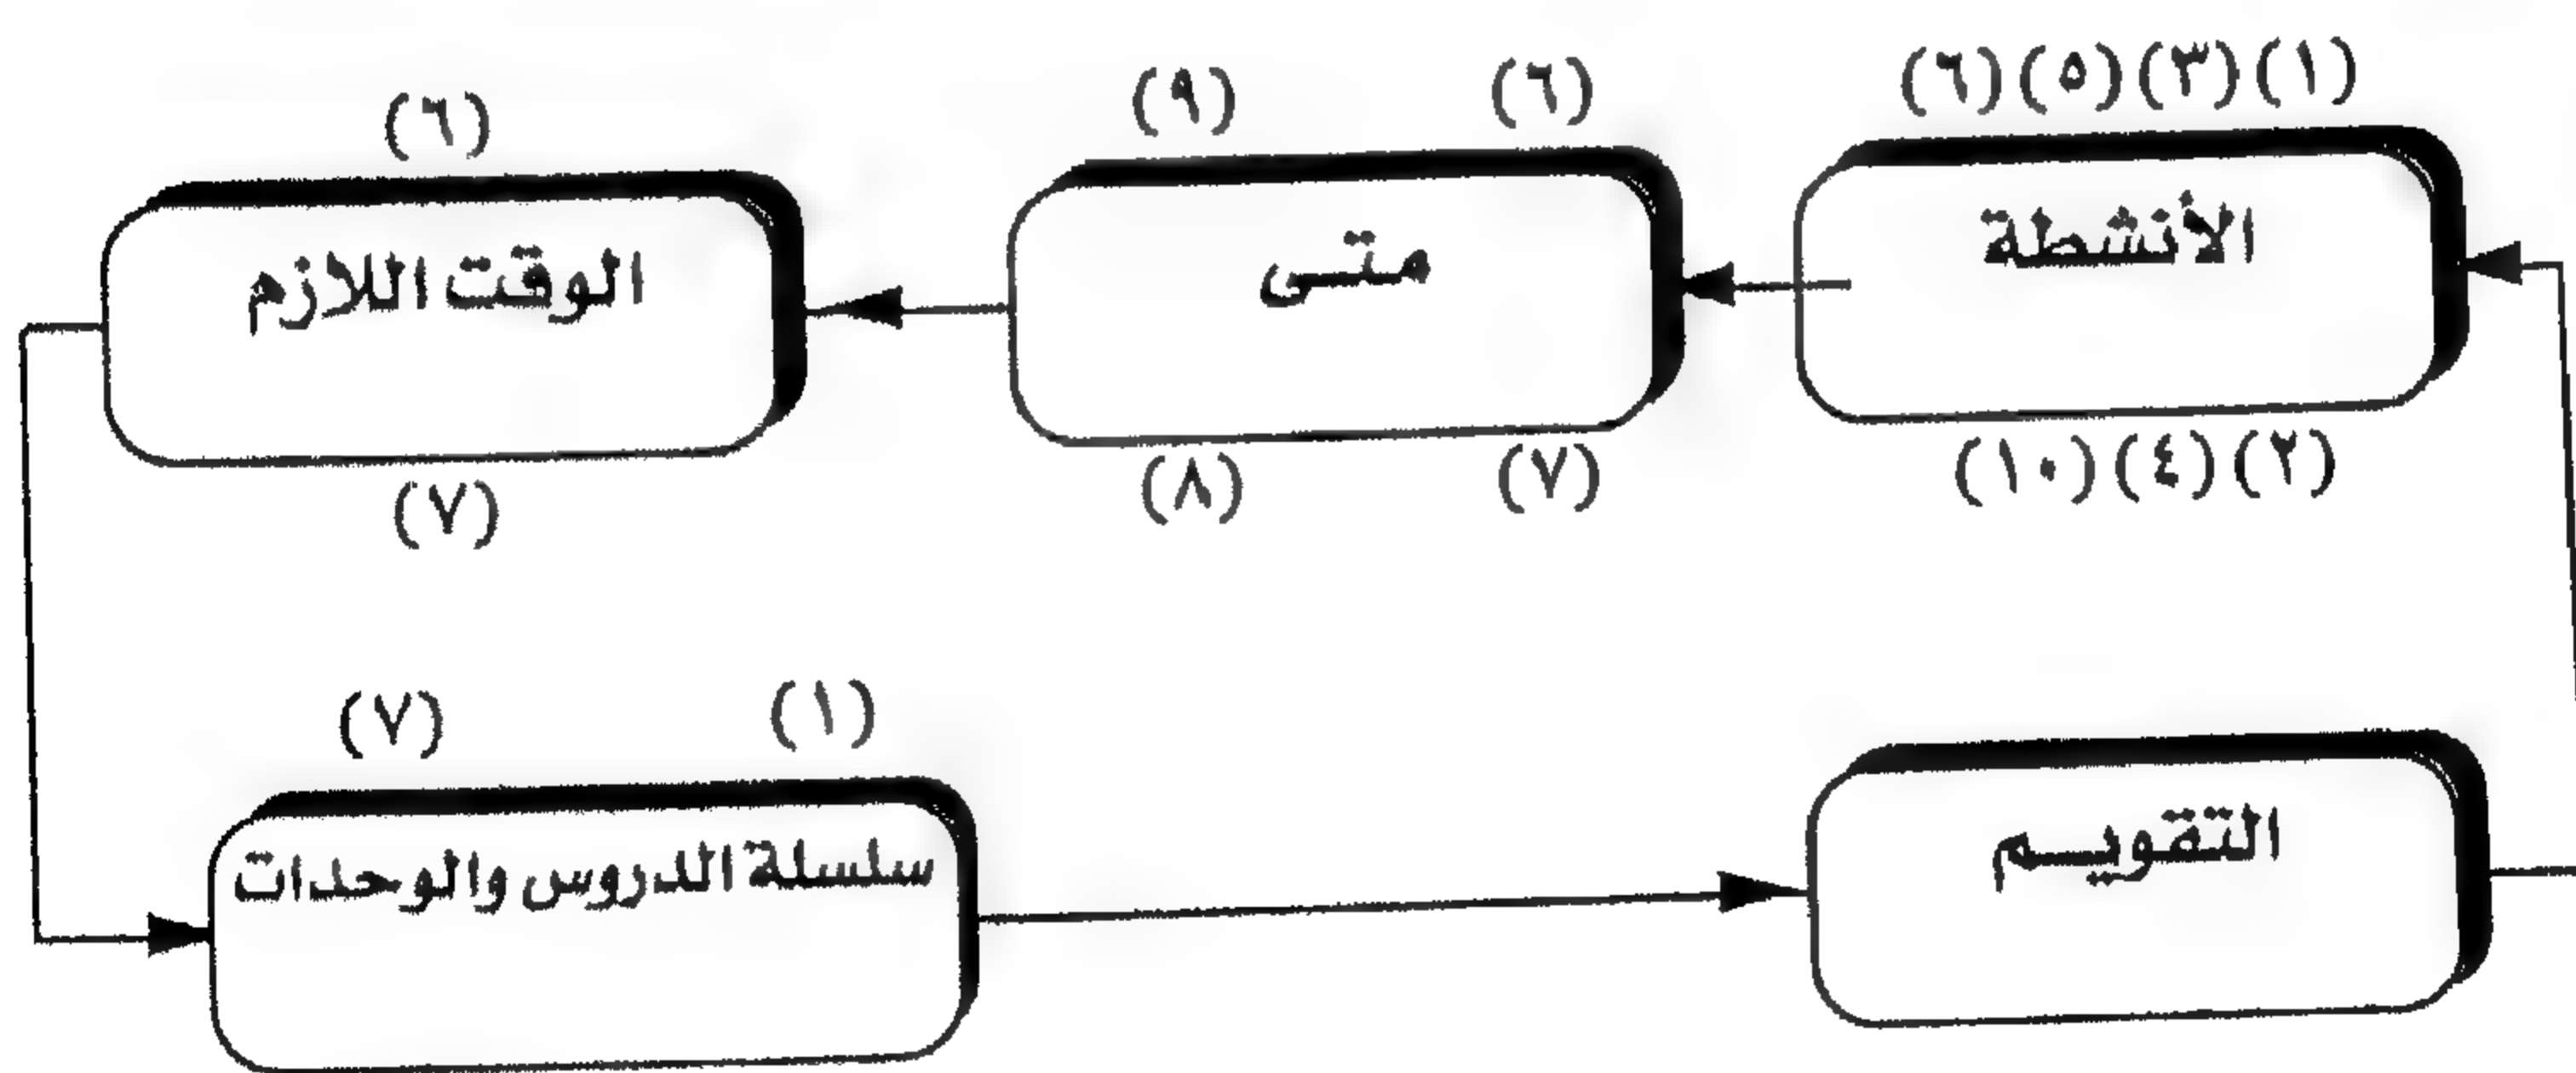 (١) (٣) (٥) (٦)
الأنشطة
(٢) (٤) (١٠)
(٦) (٩)
متى
(٧) (٨)
(٦)
الوقت اللازم
(٧)
(١) (٧)
سلسلة الدروس والوحدات
التقويم